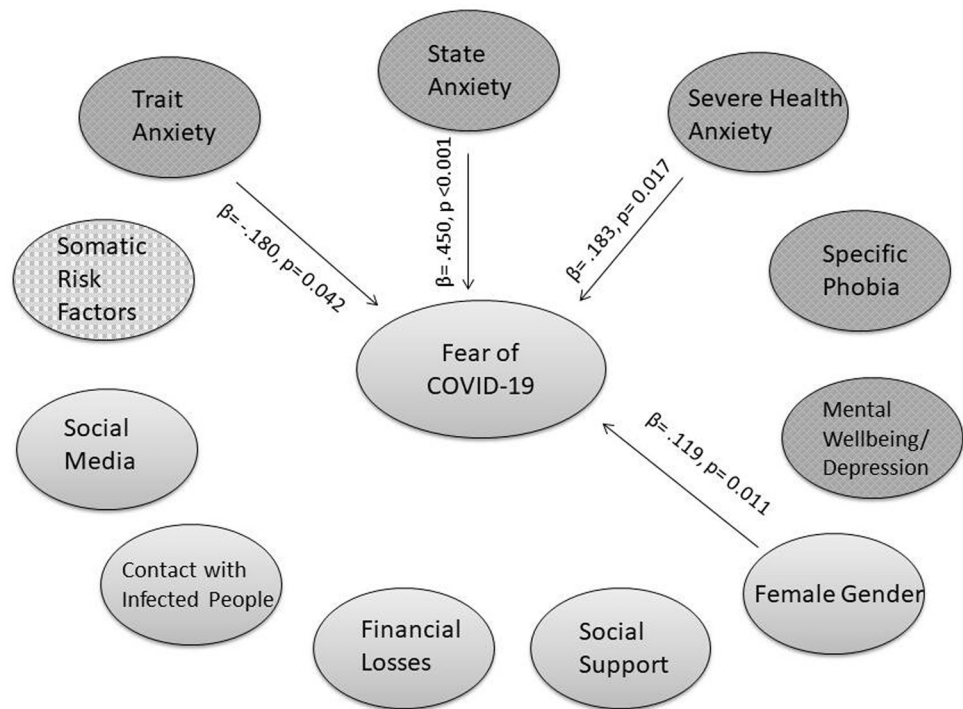 State
Anxiety
Trait
Anxiety
Severe Health
Anxiety
β= -.180, p= 0.042
β= .450, p <0.001
β= .183, p= 0.017
Somatic
Risk
Factors
Specific
Phobia
Fear of
COVID-19
Social
Media
Mental
Wellbeing/
Depression
β= .119, p= 0.011
Contact with
Infected People
Female Gender
Financial
Losses
Social
Support